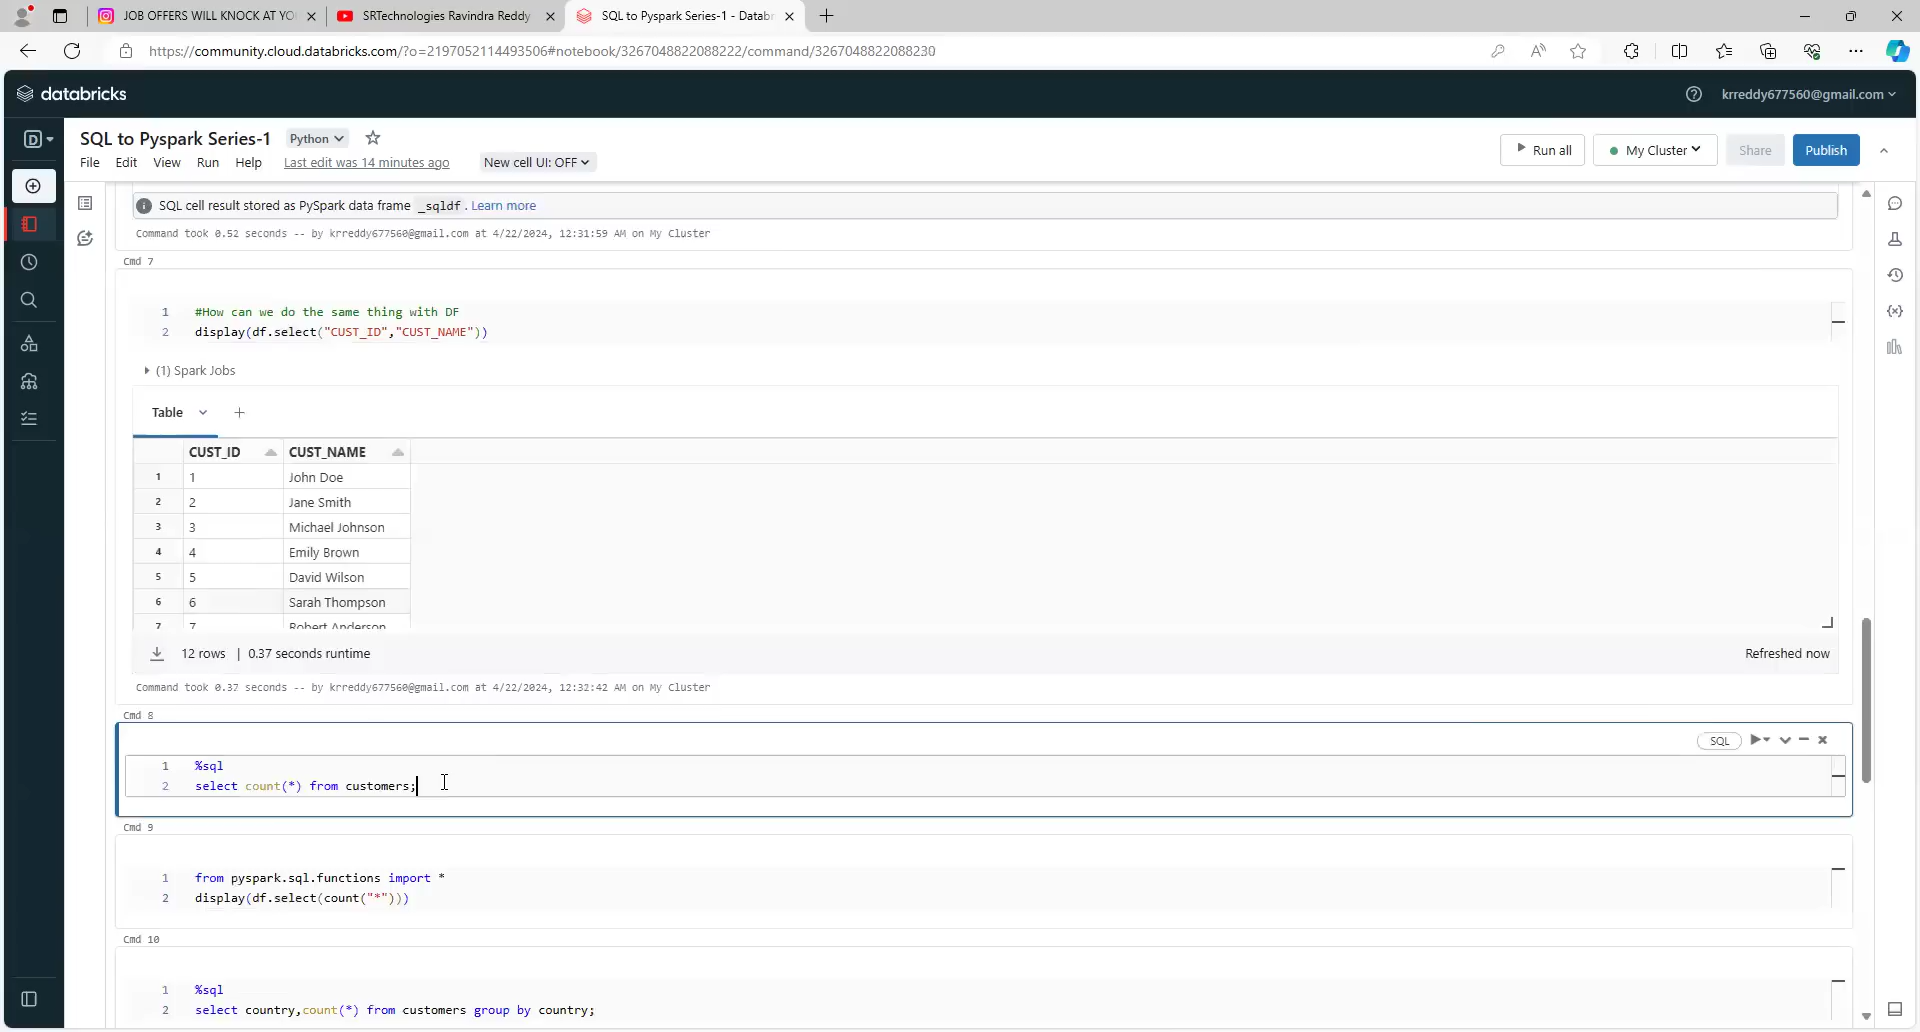 JOB OFFERS WILL KNOCK AT YO
SRTechnologies Ravindra Reddy
SQL to Pyspark Series-1 - Datab
https://community.cloud.databricks.com/?o=2197052114493506#notebook/3267048822088222/command/3267048822088230
databricks
krreddy677560@gmail.com
D
SQL to Pyspark Series-1
Python
File Edit View Run Help Last edit was 14 minutes ago New cell UI: OFF
Run all
My Cluster
Share
Publish
SQL cell result stored as PySpark data frame _sqldf. Learn more
Command took 0.52 seconds -- by krreddy677560@gmail.com at 4/22/2024, 12:31:59 AM on My Cluster
Cmd 7
1 #How can we do the same thing with DF
2 display(df.select("CUST_ID","CUST_NAME"))
(1) Spark Jobs
Table
CUST_ID CUST_NAME
1 1 John Doe
2 2 Jane Smith
3 3 Michael Johnson
4 4 Emily Brown
5 5 David Wilson
6 6 Sarah Thompson
7 7 Robert Anderson
12 rows | 0.37 seconds runtime
Refreshed now
Command took 0.37 seconds -- by krreddy677560@gmail.com at 4/22/2024, 12:32:42 AM on My Cluster
Cmd 8
SQL
1 %sql
2 select count(*) from customers;
Cmd 9
1 from pyspark.sql.functions import *
2 display(df.select(count("*")))
Cmd 10
1 %sql
2 select country,count(*) from customers group by country;